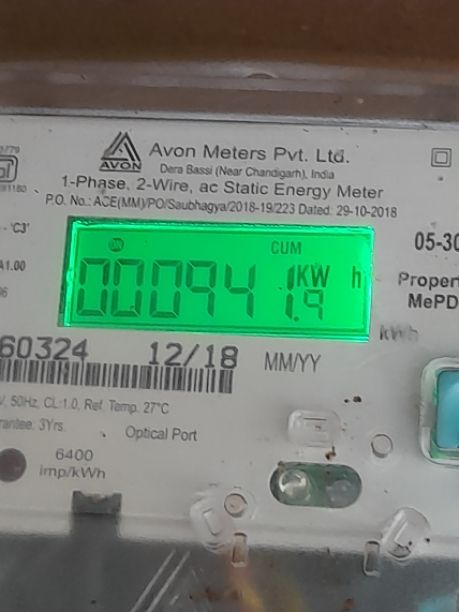 AVON
Avon Meters Pvt. Ltd.
Dera Bassi (Near Chandigarh), India
1-Phase, 2-Wire, ac Static Energy Meter
P.O. No.: ACE(MM)/PO/Saubhagya/2018-19/223 Dated: 29-10-2018
'C3'
A1.00
05-30
CUM
000941.9 KW h
Proper
MePD
kWh
60324 12/18 MM/YY
V, 50Hz, CL:1.0, Ref. Temp. 27°C
rantee: 3Yrs. Optical Port
6400
imp/kWh